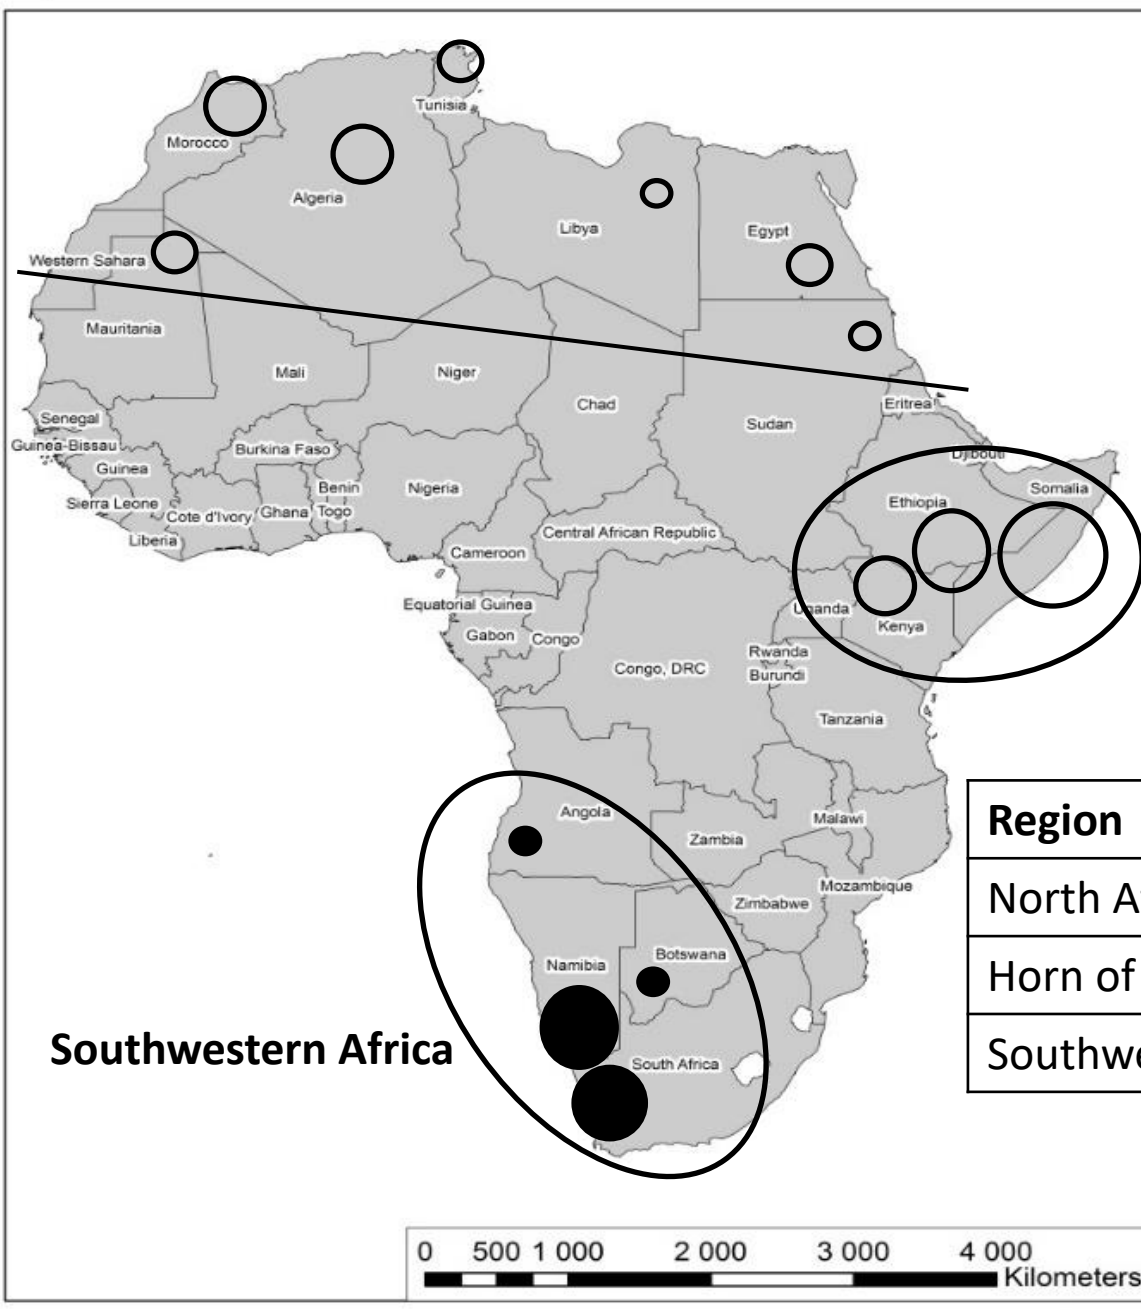 Tunisia
Morocco
Algeria
Libya
Egypt
Western Sahara
Mauritania
Mali
Niger
Chad
Sudan
Eritrea
Senegal
Guinea-Bissau
Guinea
Sierra Leone
Liberia
Cote d'Ivory
Burkina Faso
Ghana
Benin
Togo
Nigeria
Djibouti
Somalia
Ethiopia
Central African Republic
Cameroon
Equatorial Guinea
Gabon
Congo
Congo, DRC
Uganda
Kenya
Rwanda
Burundi
Tanzania
Angola
Zambia
Malawi
Mozambique
Zimbabwe
Botswana
Namibia
South Africa
Southwestern Africa
Region
North A
Horn of
Southwe
0 500 1 000 2 000 3 000 4 000
Kilometers